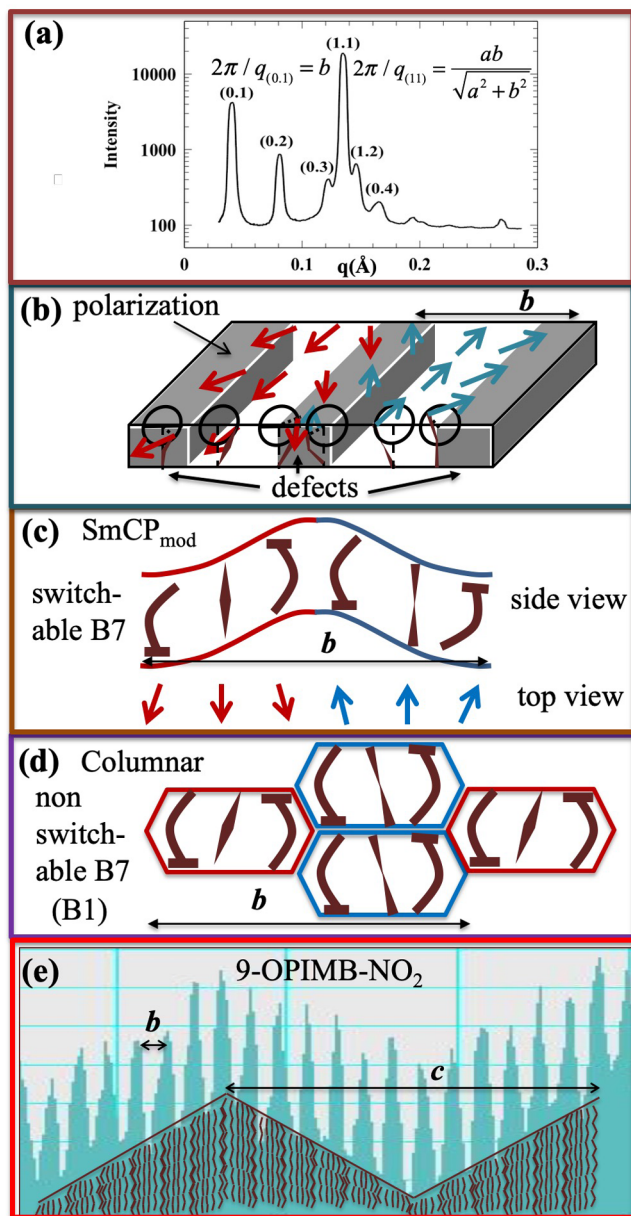 (a)
(1.1)
2π / q(0.1) = b 2π / q(11) = ab / √a² + b²
10000
(0.1)
Intensity
1000
(0.2)
(1.2)
(0.3)
(0.4)
100
0 0.1 0.2 0.3
q(Å)
(b)
polarization
b
defects
(c) SmCPmod
switch-
able B7
side view
b
top view
(d) Columnar
non
switch-
able B7
(B1)
b
(e) 9-OPIMB-NO₂
b
c